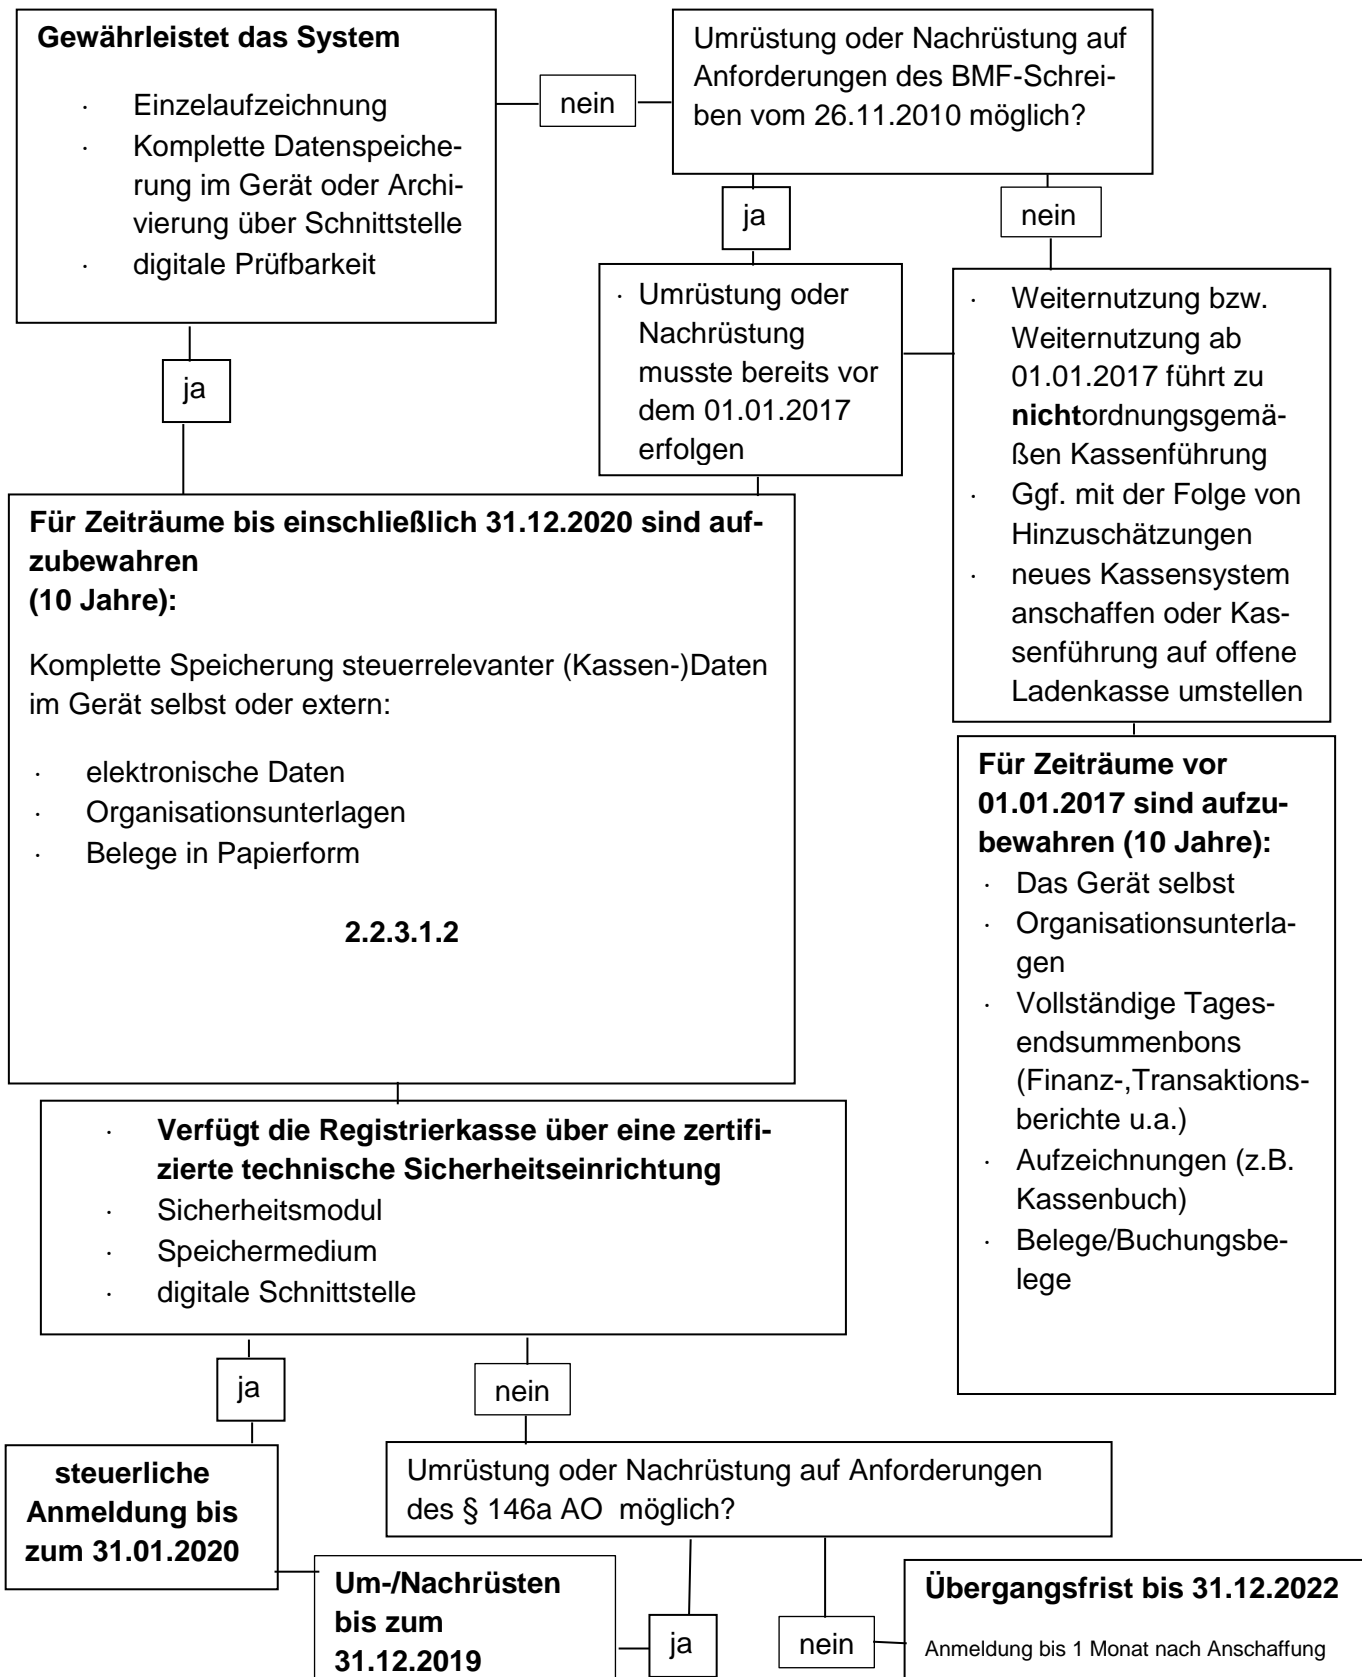 Gewährleistet das System
· Einzelaufzeichnung
· Komplette Datenspeiche-
rung im Gerät oder Archi-
vierung über Schnittstelle
· digitale Prüfbarkeit
nein
Umrüstung oder Nachrüstung auf
Anforderungen des BMF-Schrei-
ben vom 26.11.2010 möglich?
ja
nein
ja
· Umrüstung oder
Nachrüstung
musste bereits vor
dem 01.01.2017
erfolgen
· Weiternutzung bzw.
Weiternutzung ab
01.01.2017 führt zu
nichtordnungsgemä-
ßen Kassenführung
· Ggf. mit der Folge von
Hinzuschätzungen
· neues Kassensystem
anschaffen oder Kas-
senführung auf offene
Ladenkasse umstellen
Für Zeiträume bis einschließlich 31.12.2020 sind auf-
zubewahren
(10 Jahre):
Komplette Speicherung steuerrelevanter (Kassen-)Daten
im Gerät selbst oder extern:
· elektronische Daten
· Organisationsunterlagen
· Belege in Papierform
2.2.3.1.2
Für Zeiträume vor
01.01.2017 sind aufzu-
bewahren (10 Jahre):
· Das Gerät selbst
· Organisationsunterla-
gen
· Vollständige Tages-
endsummenbons
(Finanz-,Transaktions-
berichte u.a.)
· Aufzeichnungen (z.B.
Kassenbuch)
· Belege/Buchungsbe-
lege
· Verfügt die Registrierkasse über eine zertifi-
zierte technische Sicherheitseinrichtung
· Sicherheitsmodul
· Speichermedium
· digitale Schnittstelle
ja
nein
steuerliche
Anmeldung bis
zum 31.01.2020
Umrüstung oder Nachrüstung auf Anforderungen
des § 146a AO möglich?
Um-/Nachrüsten
bis zum
31.12.2019
ja
nein
Übergangsfrist bis 31.12.2022
Anmeldung bis 1 Monat nach Anschaffung